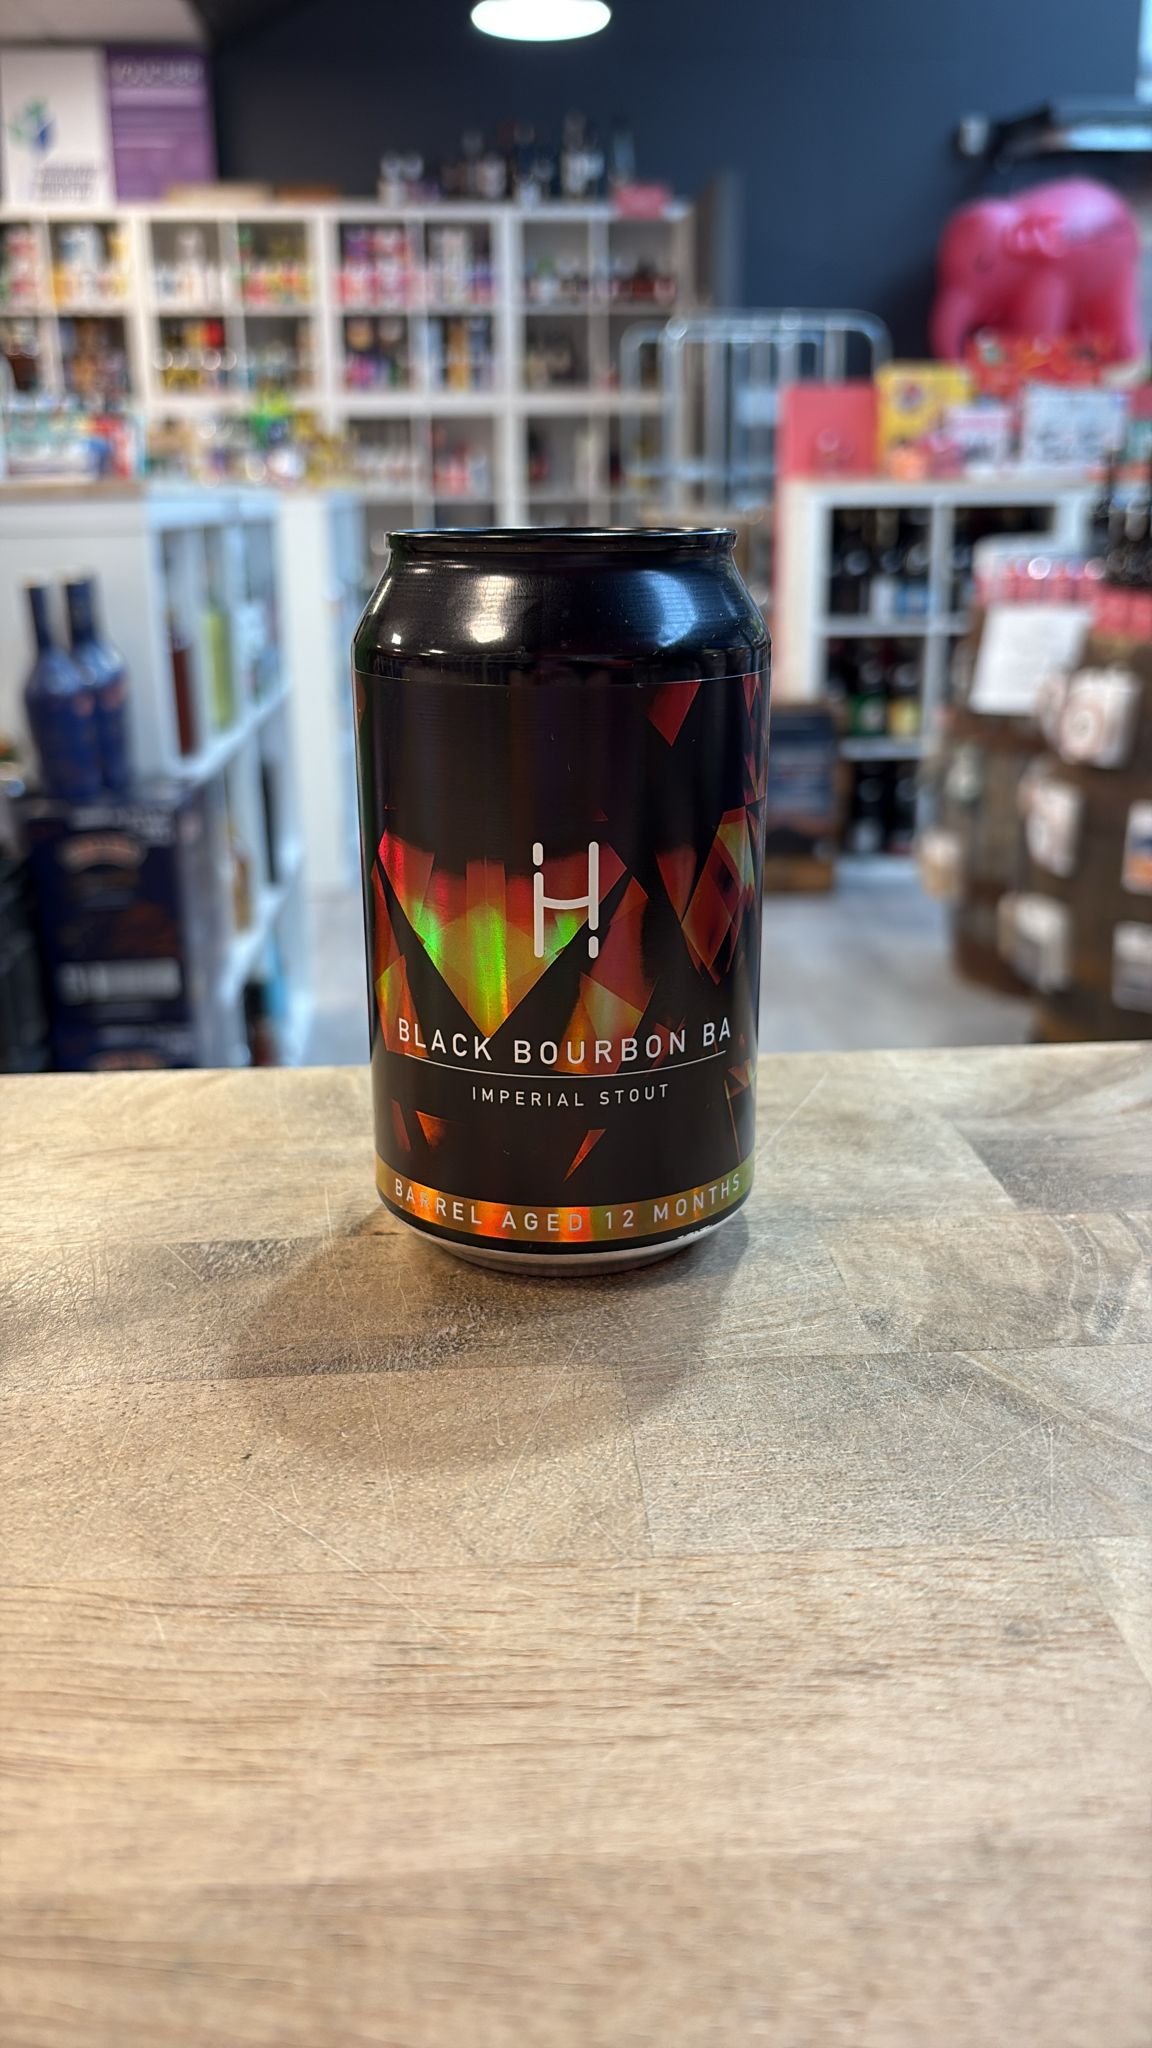 H
BLACK BOURBON BA
IMPERIAL STOUT
BARREL AGED 12 MONTHS